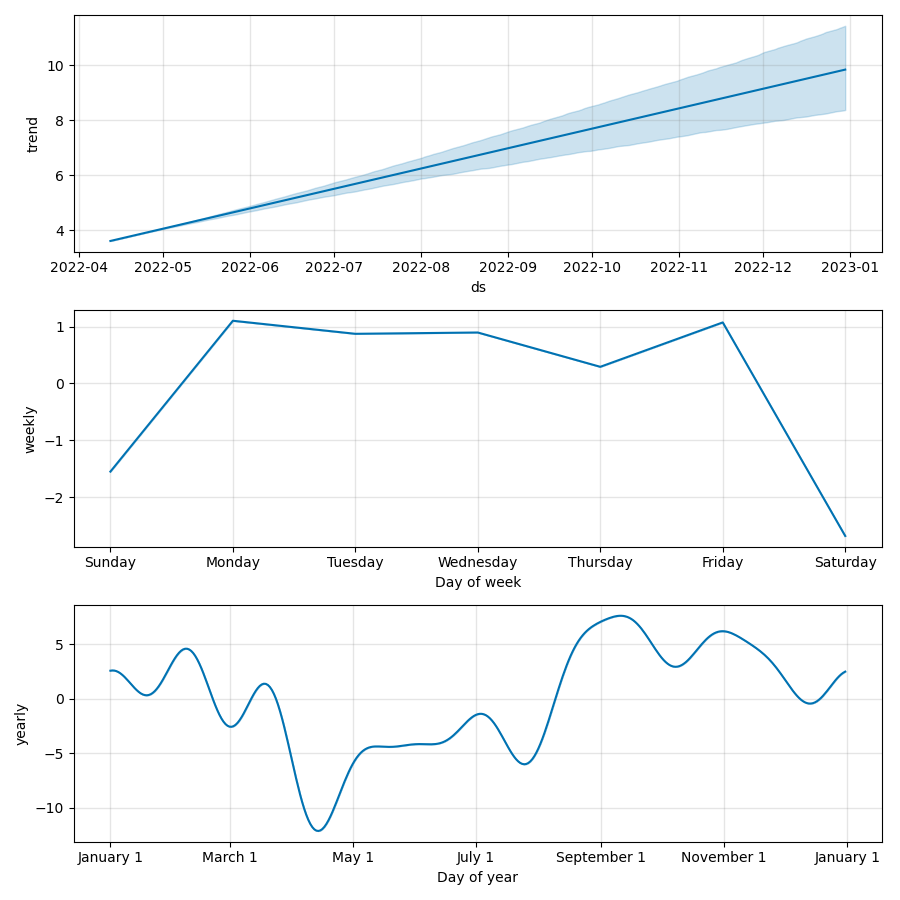 10
8
6
4
trend
2022-04 2022-05 2022-06 2022-07 2022-08 2022-09 2022-10 2022-11 2022-12 2023-01
ds
1
0
−1
−2
weekly
Sunday Monday Tuesday Wednesday Thursday Friday Saturday
Day of week
5
0
−5
−10
yearly
January 1 March 1 May 1 July 1 September 1 November 1 January 1
Day of year